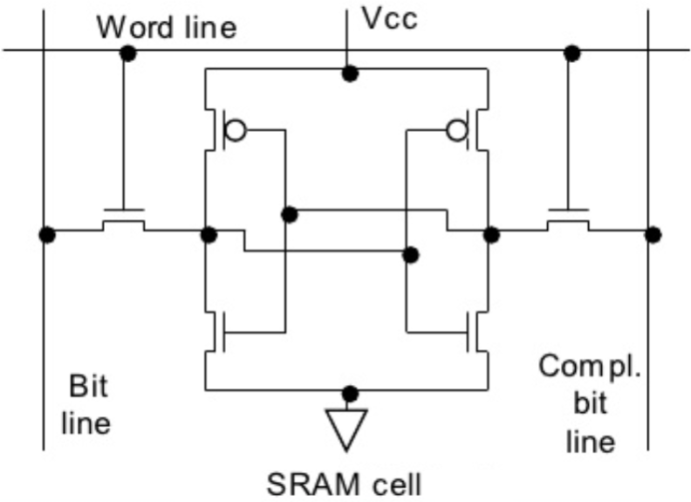 Word line
Vcc
Bit
line
Compl.
bit
line
SRAM cell